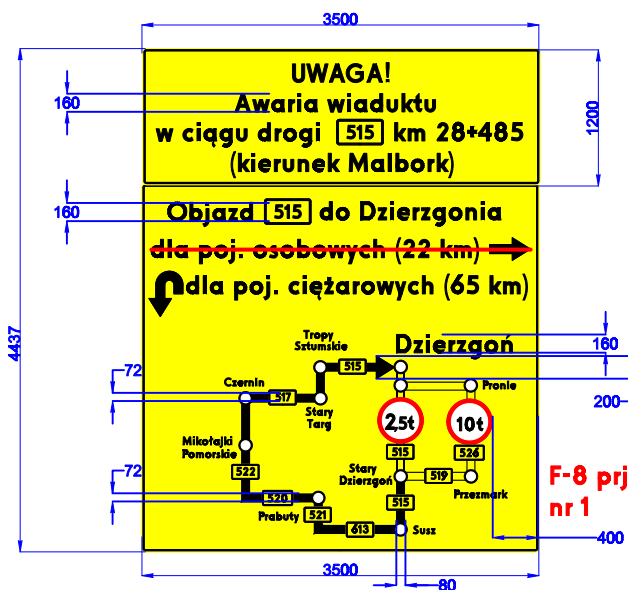 3500
UWAGA!
Awaria wiaduktu
160
w ciągu drogi 515 km 28+485
1200
(kierunek Malbork)
Objazd 515 do Dzierzgonia
160
dla poj. osobowych (22 km)
dla poj. ciężarowych (65 km)
4437
Tropy
Sztumskie
Dzierzgoń
160
515
72
Czernin
Pronie
517
200
Stary
Targ
2,5t
10t
Mikołajki
Pomorskie
515
526
72
522
Stary
Dzierzgoń
519
F-8 prj
520
Przezmark
515
nr 1
Prabuty
521
613
Susz
400
3500
80